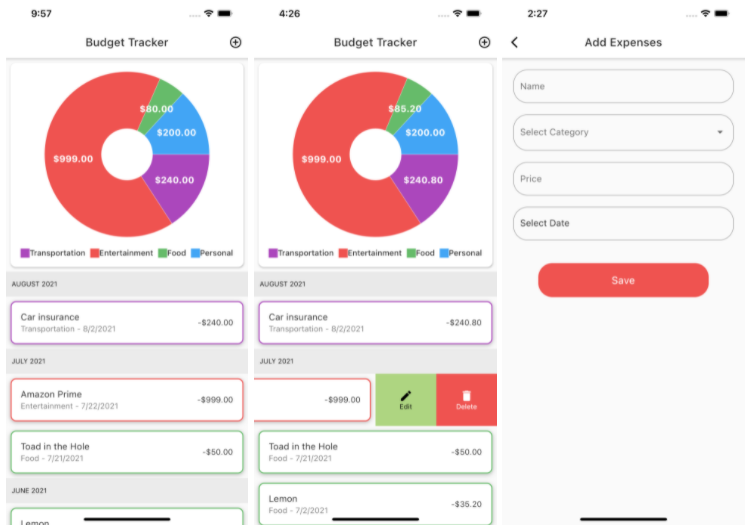 9:57
Budget Tracker
$80.00
$200.00
$999.00
$240.00
Transportation Entertainment Food Personal
AUGUST 2021
Car insurance
-$240.00
Transportation - 8/2/2021
JULY 2021
Amazon Prime
-$999.00
Entertainment - 7/22/2021
Toad in the Hole
-$50.00
Food - 7/21/2021
JUNE 2021
Lemon
4:26
Budget Tracker
$85.20
$200.00
$999.00
$240.80
Transportation Entertainment Food Personal
AUGUST 2021
Car insurance
-$240.80
Transportation - 8/2/2021
JULY 2021
-$999.00
Edit
Delete
Toad in the Hole
-$50.00
Food - 7/21/2021
Lemon
-$35.20
Food - 7/2/2021
2:27
Add Expenses
Name
Select Category
Price
Select Date
Save